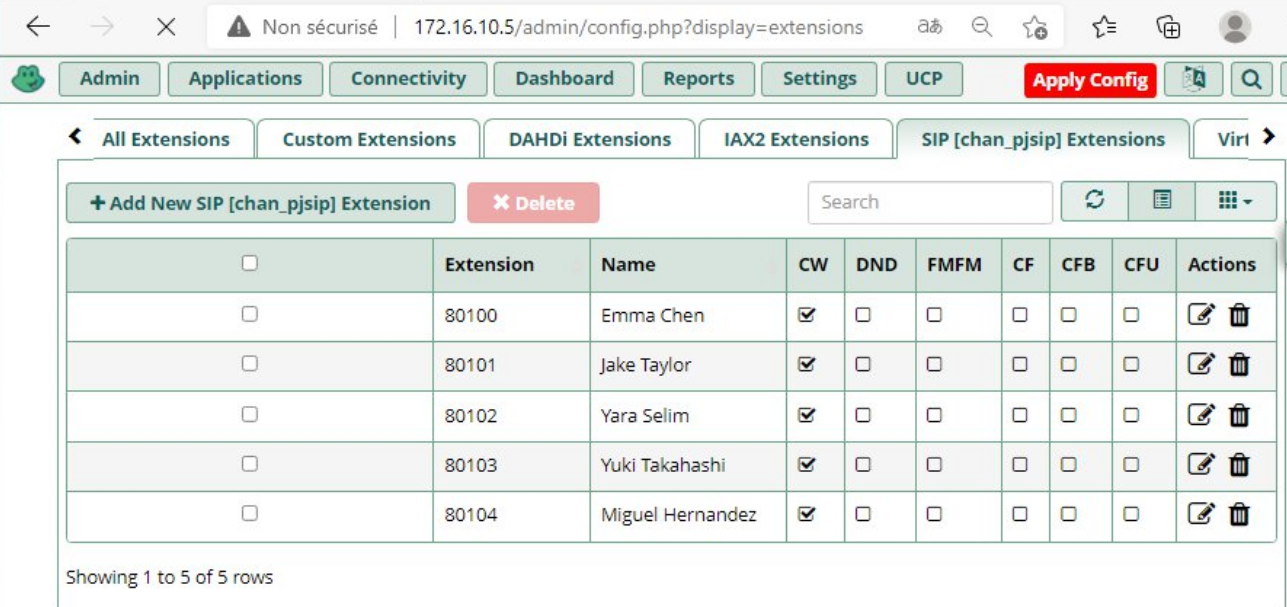 Non sécurisé 172.16.10.5/admin/config.php?display=extensions aあ
Admin Applications Connectivity Dashboard Reports Settings UCP Apply Config
All Extensions Custom Extensions DAHDi Extensions IAX2 Extensions SIP [chan_pjsip] Extensions
+ Add New SIP [chan_pjsip] Extension ✖ Delete Search
Extension Name CW DND FMFM CF CFB CFU Actions
80100 Emma Chen
80101 Jake Taylor
80102 Yara Selim
80103 Yuki Takahashi
80104 Miguel Hernandez
Showing 1 to 5 of 5 rows